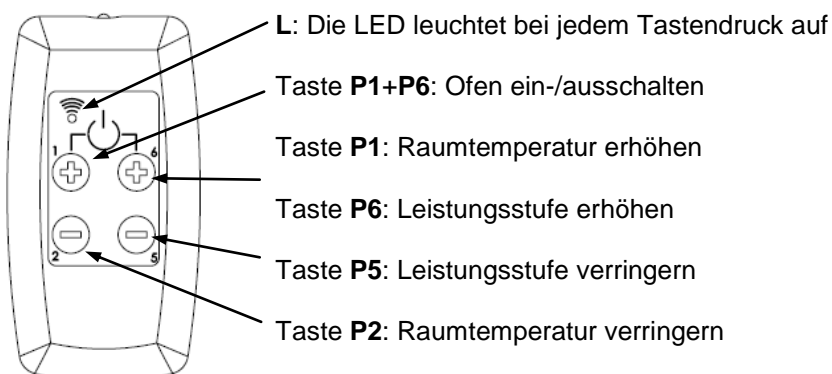 L: Die LED leuchtet bei jedem Tastendruck auf
Taste P1+P6: Ofen ein-/ausschalten
Taste P1: Raumtemperatur erhöhen
Taste P6: Leistungsstufe erhöhen
Taste P5: Leistungsstufe verringern
Taste P2: Raumtemperatur verringern
1 6
2 5